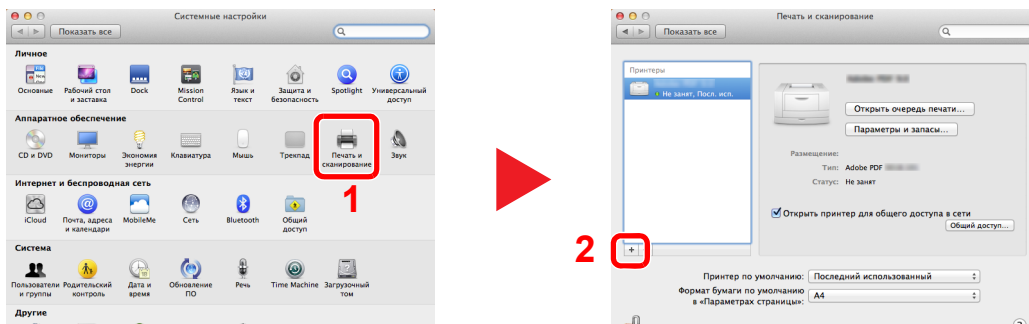 Системные настройки
Показать все
Личное
Основные
Рабочий стол
и заставка
Dock
Mission
Control
Язык и
текст
Защита и
безопасность
Spotlight
Универсальный
доступ
Аппаратное обеспечение
CD и DVD
Мониторы
Экономия
энергии
Клавиатура
Мышь
Трекпад
Печать и
сканирование
Звук
1
Интернет и беспроводная сеть
iCloud
Почта, адреса
и календари
MobileMe
Сеть
Bluetooth
Общий
доступ
Система
Пользователи
и группы
Родительский
контроль
Дата и
время
Обновление
ПО
Речь
Time Machine
Загрузочный
том
Другие
Печать и сканирование
Показать все
Принтеры
Не занят, Посл. исп.
Открыть очередь печати...
Параметры и запасы...
Размещение:
Тип: Adobe PDF
Статус: Не занят
Открыть принтер для общего доступа в сети
Общий доступ...
2
+
Принтер по умолчанию: Последний использованный
Формат бумаги по умолчанию
в «Параметрах страницы»: A4
?